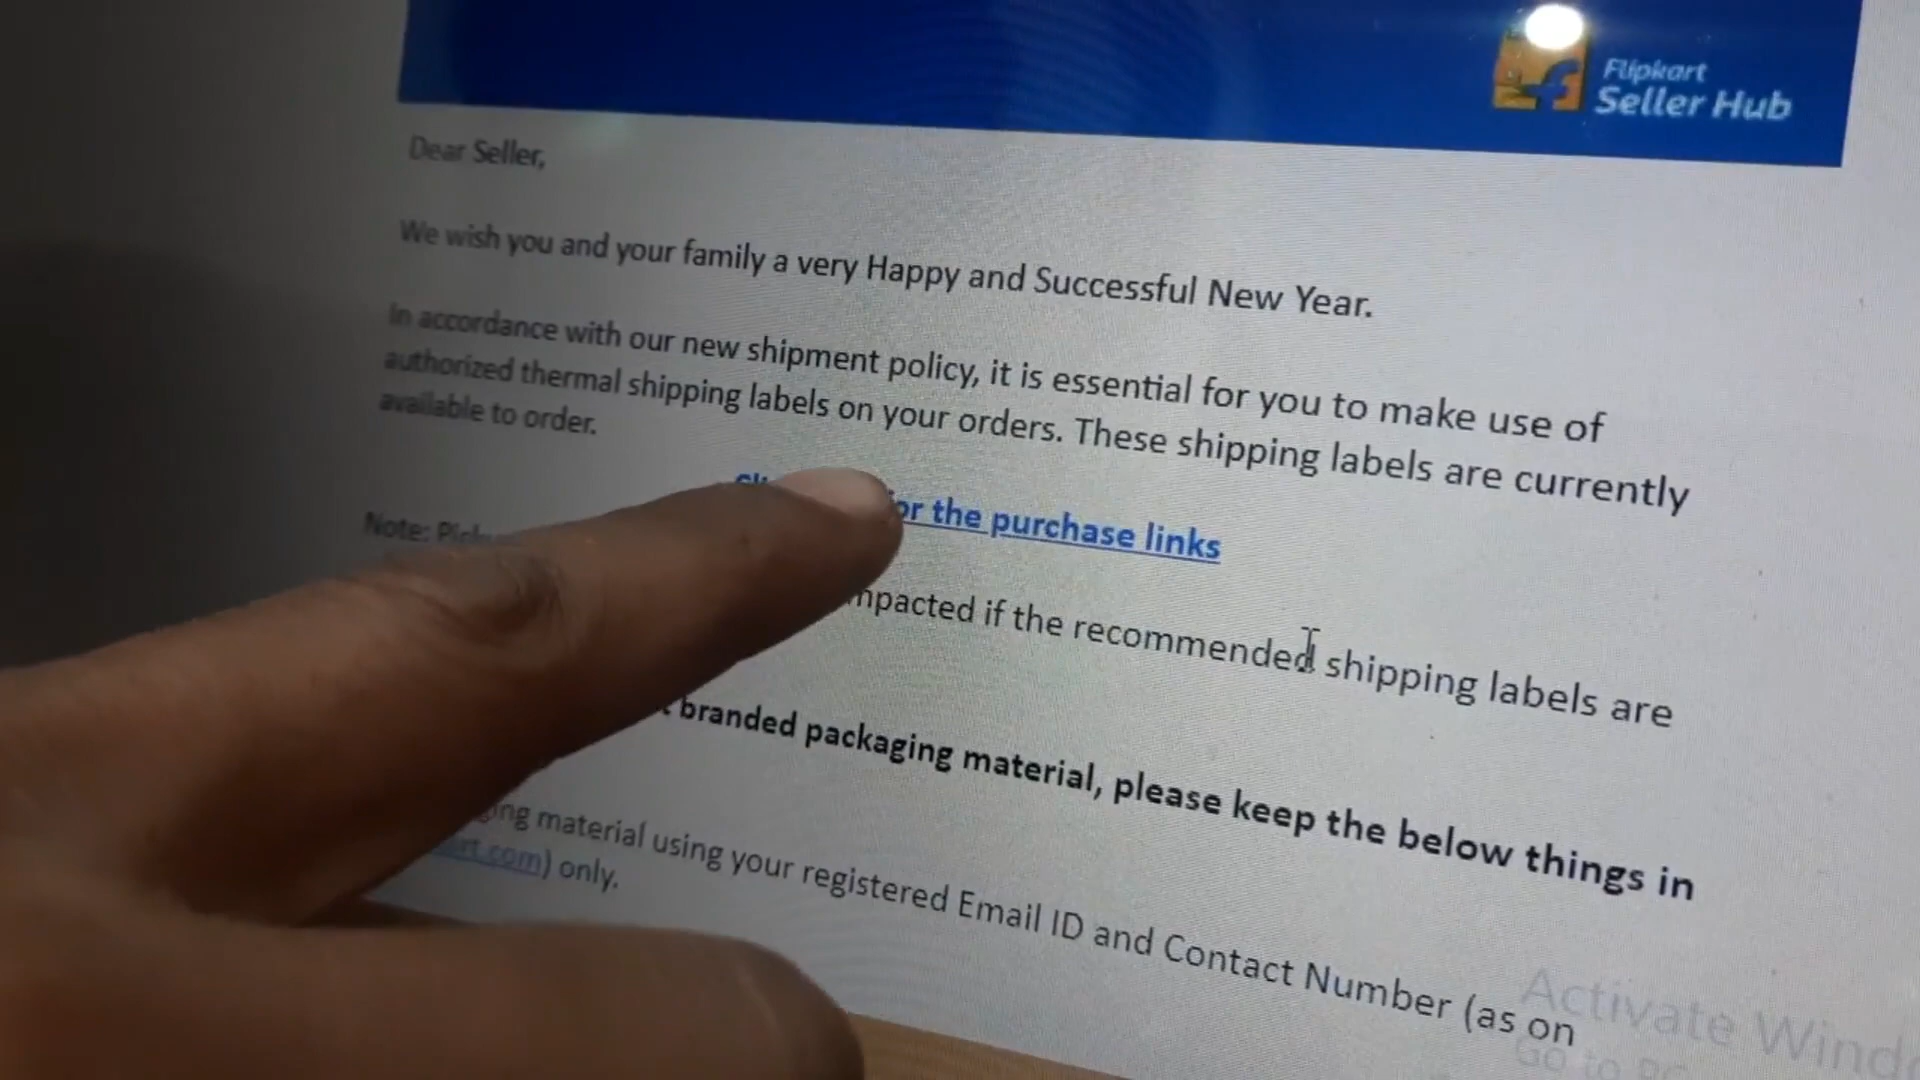 Flipkart
Seller Hub
Dear Seller,
We wish you and your family a very Happy and Successful New Year.
In accordance with our new shipment policy, it is essential for you to make use of
authorized thermal shipping labels on your orders. These shipping labels are currently
available to order.
for the purchase links
Note:
impacted if the recommended shipping labels are
branded packaging material, please keep the below things in
material using your registered Email ID and Contact Number (as on
) only.
Activate
Go to